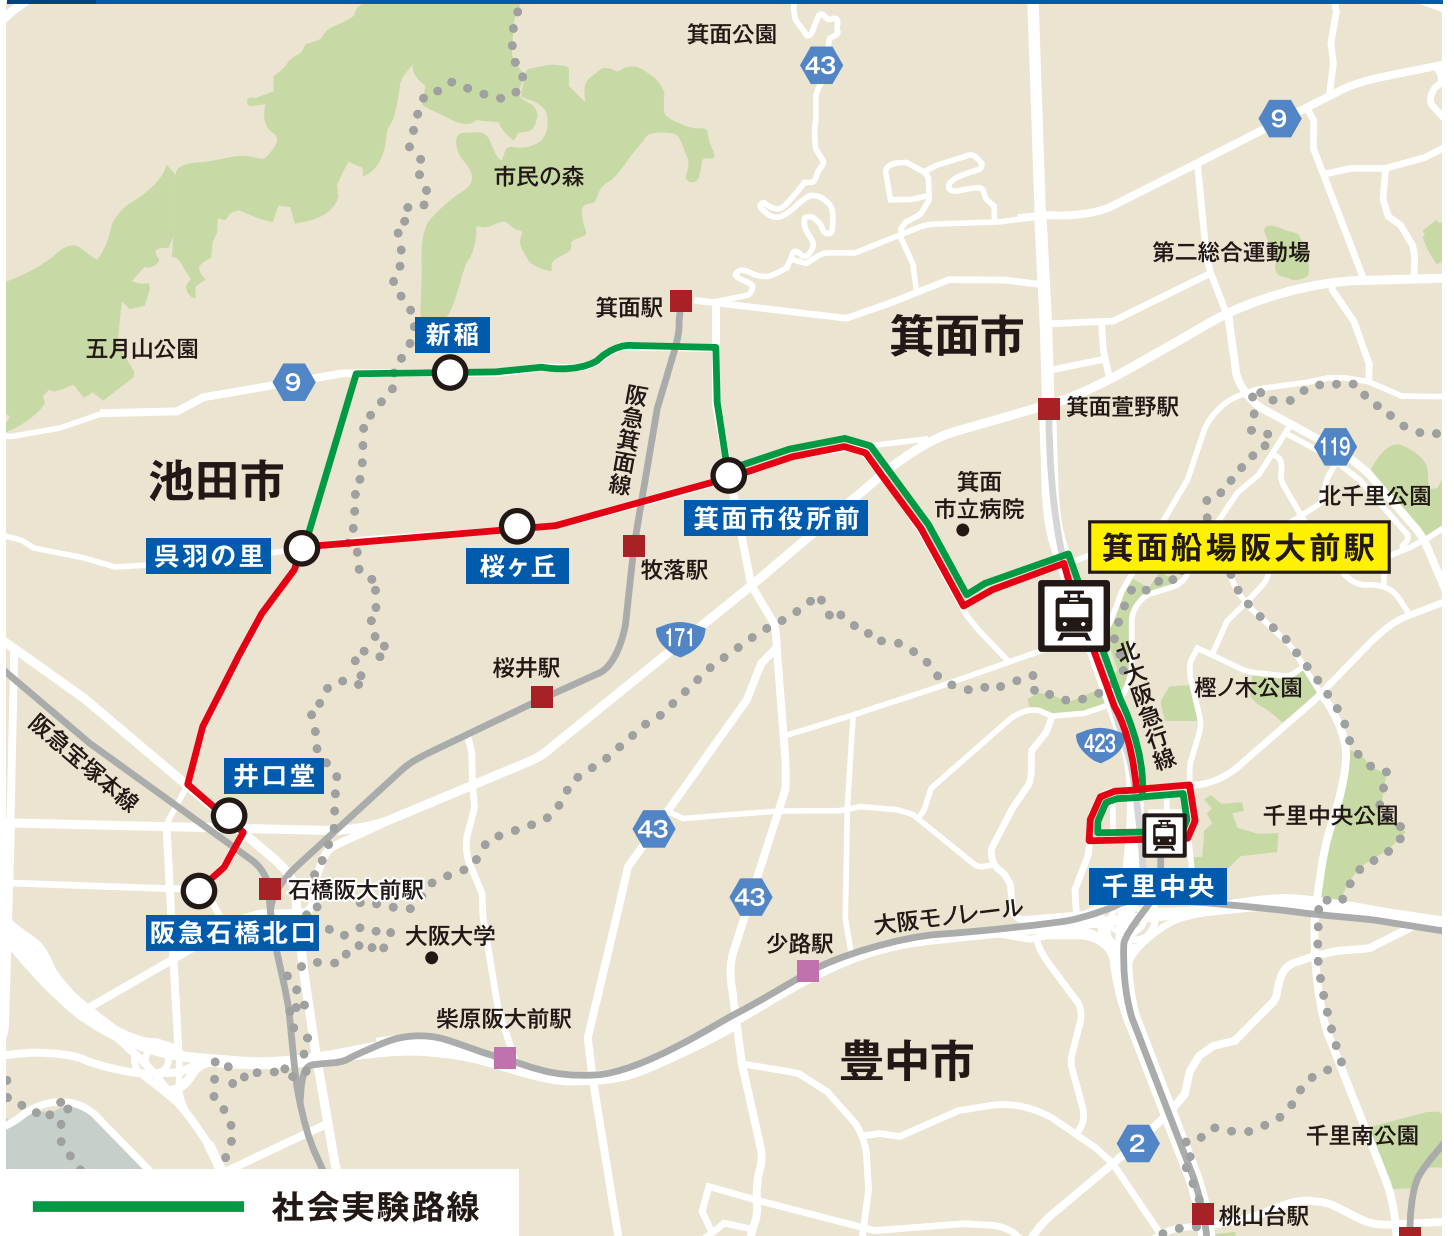 箕面公園
43
9
市民の森
第二総合運動場
箕面駅
箕面市
新稲
五月山公園
9
阪急箕面線
箕面萱野駅
119
池田市
箕面
市立病院
北千里公園
箕面市役所前
呉羽の里
桜ヶ丘
牧落駅
箕面船場阪大前駅
171
桜井駅
北大阪急行線
樫ノ木公園
阪急宝塚本線
423
井口堂
43
千里中央公園
石橋阪大前駅
43
千里中央
阪急石橋北口
大阪大学
少路駅
大阪モノレール
柴原阪大前駅
豊中市
2
千里南公園
社会実験路線
桃山台駅